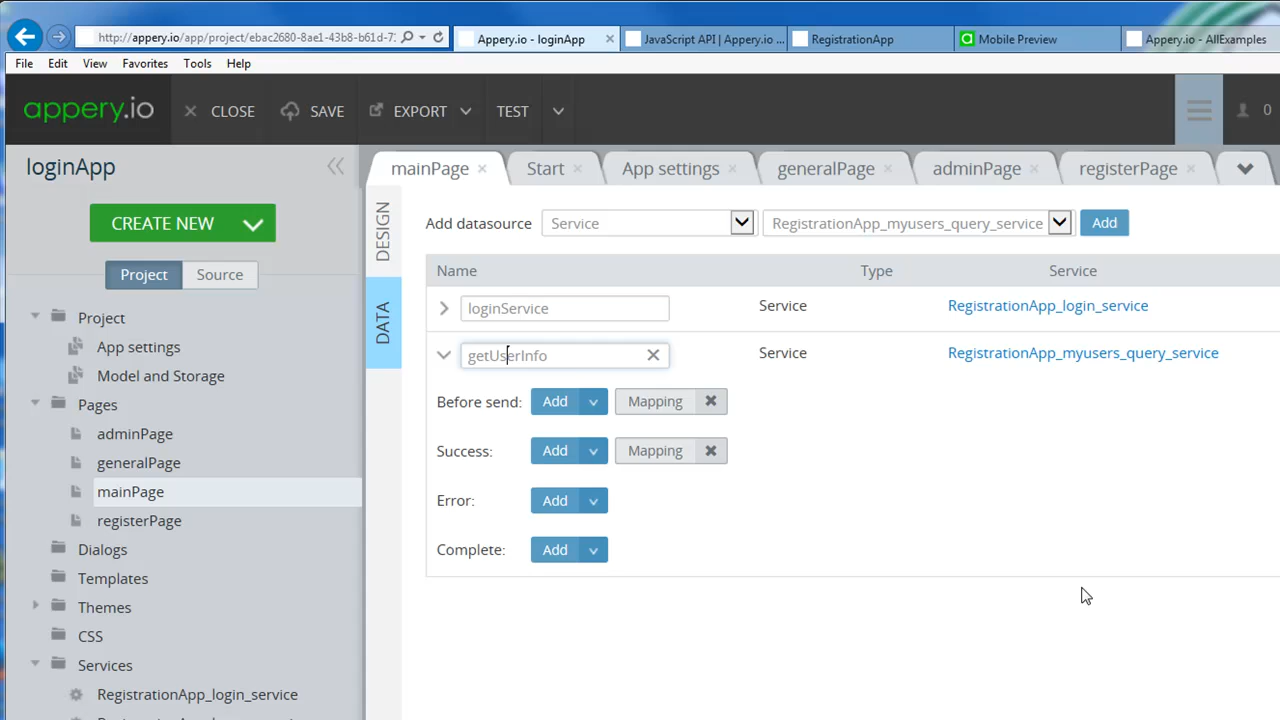 http://appery.io/app/project/ebac2680-8ae1-43b8-b61d-7
Appery.io - loginApp
JavaScript API | Appery.io ...
RegistrationApp
Mobile Preview
Appery.io - AllExamples
File Edit View Favorites Tools Help
appery.io
CLOSE
SAVE
EXPORT
TEST
0
loginApp
CREATE NEW
Project
Source
Project
App settings
Model and Storage
Pages
adminPage
generalPage
mainPage
registerPage
Dialogs
Templates
Themes
CSS
Services
RegistrationApp_login_service
mainPage
Start
App settings
generalPage
adminPage
registerPage
DESIGN
DATA
Add datasource
Service
RegistrationApp_myusers_query_service
Add
Name
Type
Service
loginService
Service
RegistrationApp_login_service
getUserInfo
Service
RegistrationApp_myusers_query_service
Before send:
Add
Mapping
Success:
Add
Mapping
Error:
Add
Complete:
Add